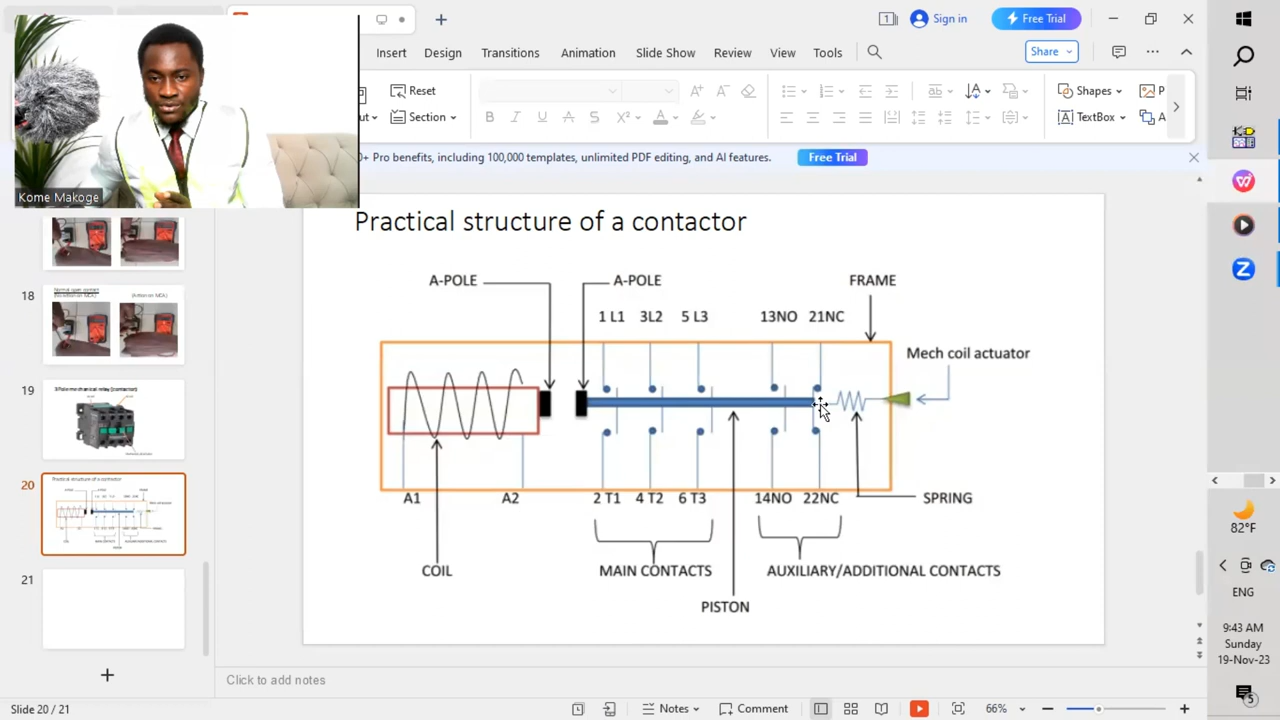 Sign in
Free Trial
Insert Design Transitions Animation Slide Show Review View Tools
Share
Reset
Section
Shapes
TextBox
+ Pro benefits, including 100,000 templates, unlimited PDF editing, and AI features.
Free Trial
Kome Makoge
18
19
20
21
Practical structure of a contactor
A-POLE A-POLE FRAME
1 L1 3L2 5 L3 13NO 21NC
Mech coil actuator
A1 A2 2 T1 4 T2 6 T3 14NO 22NC SPRING
COIL MAIN CONTACTS AUXILIARY/ADDITIONAL CONTACTS
PISTON
Click to add notes
Slide 20 / 21
Notes
Comment
66%
82°F
ENG
9:43 AM
Sunday
19-Nov-23
5